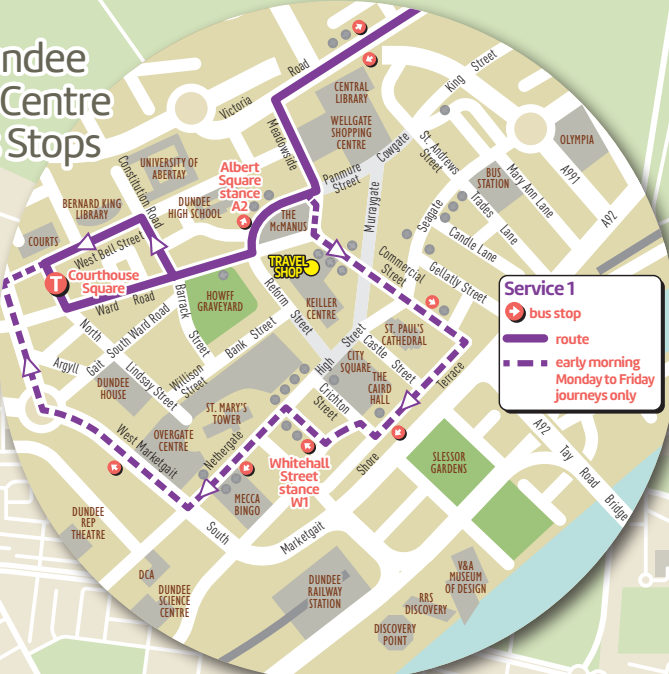 ndee
Centre
Stops
Victoria
Road
Meadowside
CENTRAL
LIBRARY
WELLGATE
SHOPPING
CENTRE
King Street
OLYMPIA
Cowgate
St. Andrews
Street
Panmure
Street
Murraygate
BUS
STATION
Mary Ann Lane
A991
A92
Trades
Lane
Seagate
Candle Lane
Gellatly Street
Commercial
Street
UNIVERSITY OF
ABERTAY
Constitution Road
Albert
Square
stance
A2
DUNDEE
HIGH SCHOOL
THE
McMANUS
BERNARD KING
LIBRARY
COURTS
West Bell Street
T
Courthouse
Square
Ward Road
TRAVEL
SHOP
Barrack
Street
HOWFF
GRAVEYARD
Reform
Street
KEILLER
CENTRE
ST. PAUL'S
CATHEDRAL
Service 1
bus stop
route
early morning
Monday to Friday
journeys only
North
Gait
South Ward Road
Argyll
Lindsay Street
Willison
Street
Bank Street
High Street
CITY
SQUARE
Castle Street
THE
CAIRD
HALL
Crichton
Street
Terrace
Shore
DUNDEE
HOUSE
ST. MARY'S
TOWER
OVERGATE
CENTRE
Nethergate
West Marketgait
Whitehall
Street
stance
W1
MECCA
BINGO
SLESSOR
GARDENS
A92
Tay
Road
Bridge
South
Marketgait
DUNDEE
REP
THEATRE
DCA
DUNDEE
SCIENCE
CENTRE
DUNDEE
RAILWAY
STATION
V&A
MUSEUM
OF DESIGN
RRS
DISCOVERY
DISCOVERY
POINT